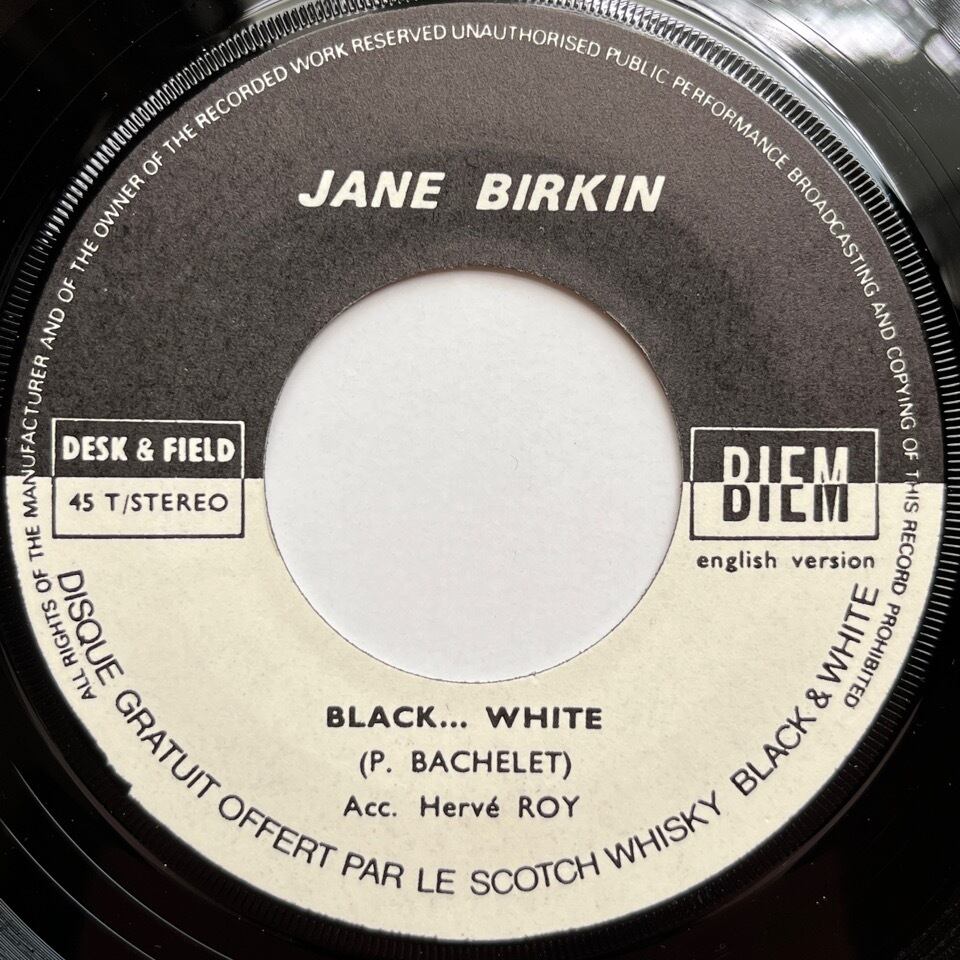 ALL RIGHTS OF THE MANUFACTURER AND OF THE OWNER OF THE RECORDED WORK RESERVED UNAUTHORISED PUBLIC PERFORMANCE BROADCASTING AND COPYING OF THIS RECORD PROHIBITED
JANE BIRKIN
DESK & FIELD
45 T/STEREO
BIEM
english version
BLACK... WHITE
(P. BACHELET)
Acc. Hervé ROY
DISQUE GRATUIT OFFERT PAR LE SCOTCH WHISKY BLACK & WHITE